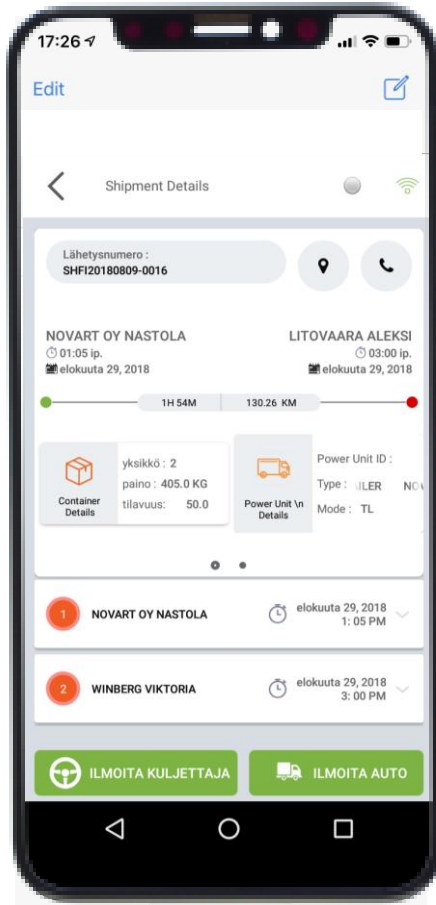 17:26
Edit
Shipment Details
Lähetysnumero :
SHFI20180809-0016
NOVART OY NASTOLA
LITOVAARA ALEKSI
01:05 ip.
03:00 ip.
elokuuta 29, 2018
elokuuta 29, 2018
1H 54M
130.26 KM
Container
Details
yksikkö : 2
paino : 405.0 KG
tilavuus: 50.0
Power Unit \n
Details
Power Unit ID :
Type : ILER
Mode : TL
1
NOVART OY NASTOLA
elokuuta 29, 2018
1: 05 PM
2
WINBERG VIKTORIA
elokuuta 29, 2018
3: 00 PM
ILMOITA KULJETTAJA
ILMOITA AUTO